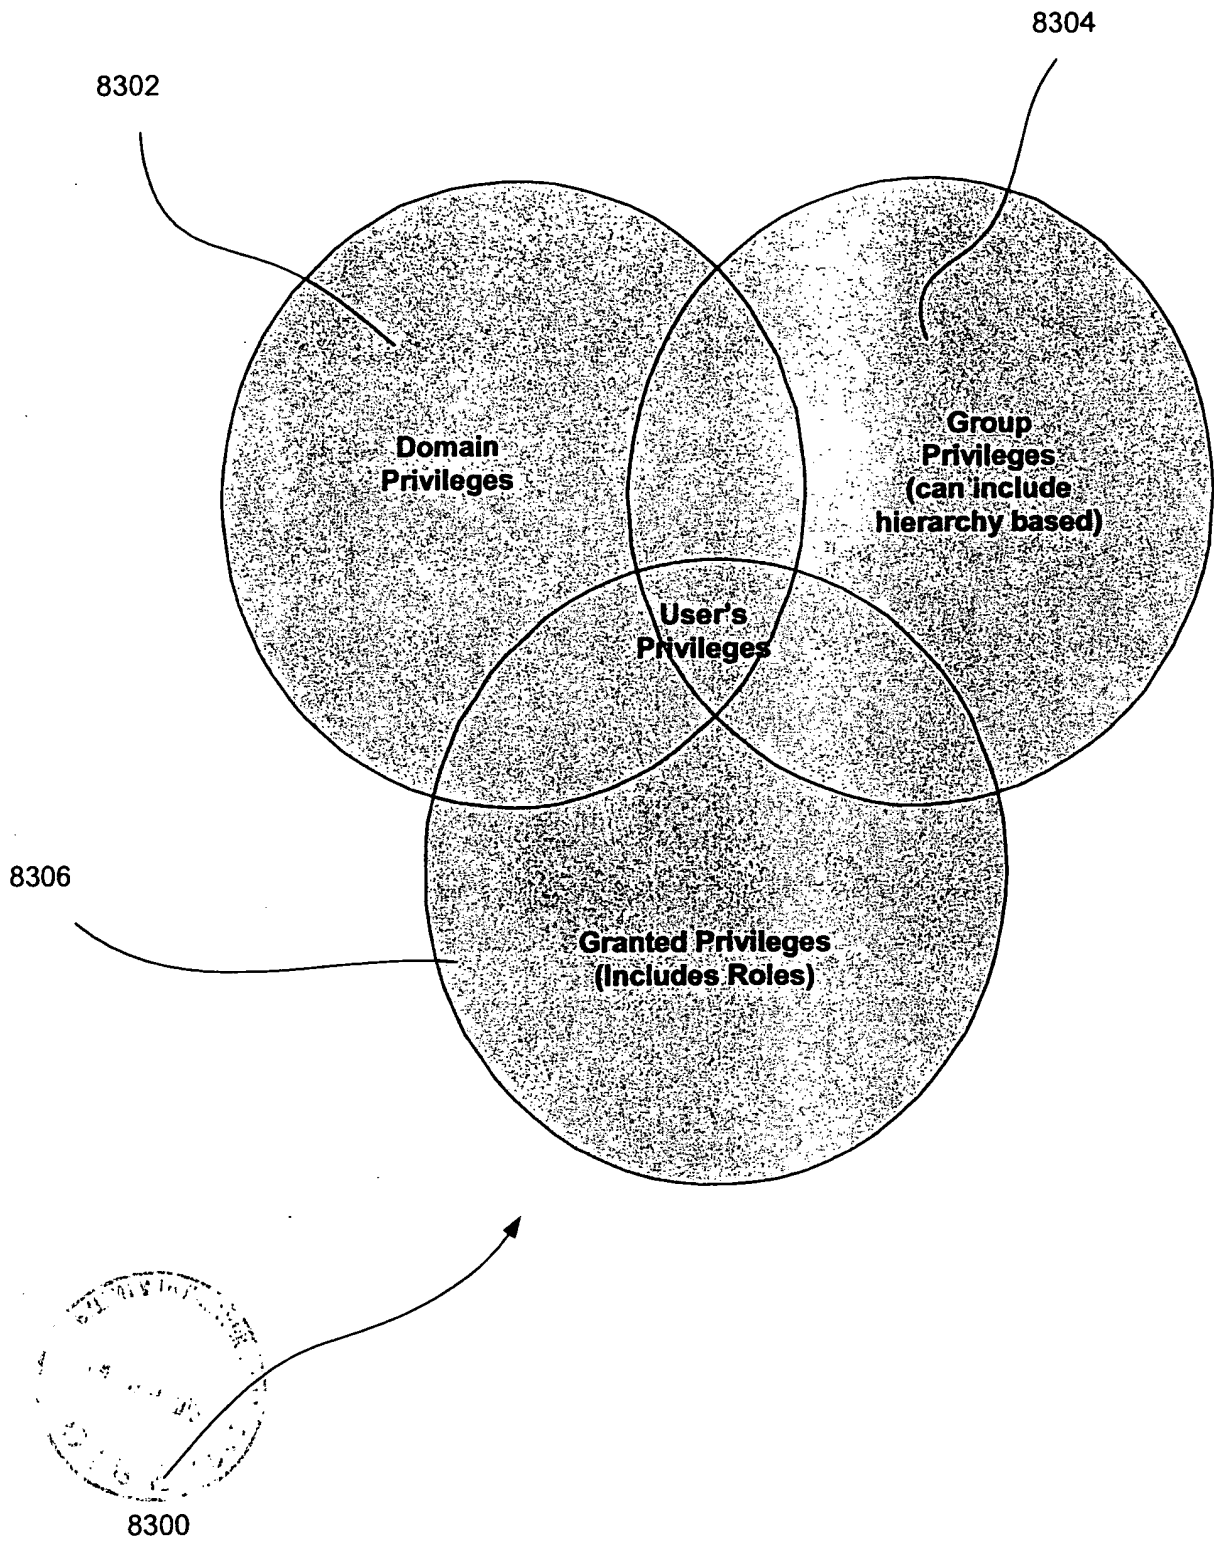 8304
8302
Domain
Privileges
Group
Privileges
(can include
hierarchy based)
User's
Privileges
8306
Granted Privileges
(Includes Roles)
8300